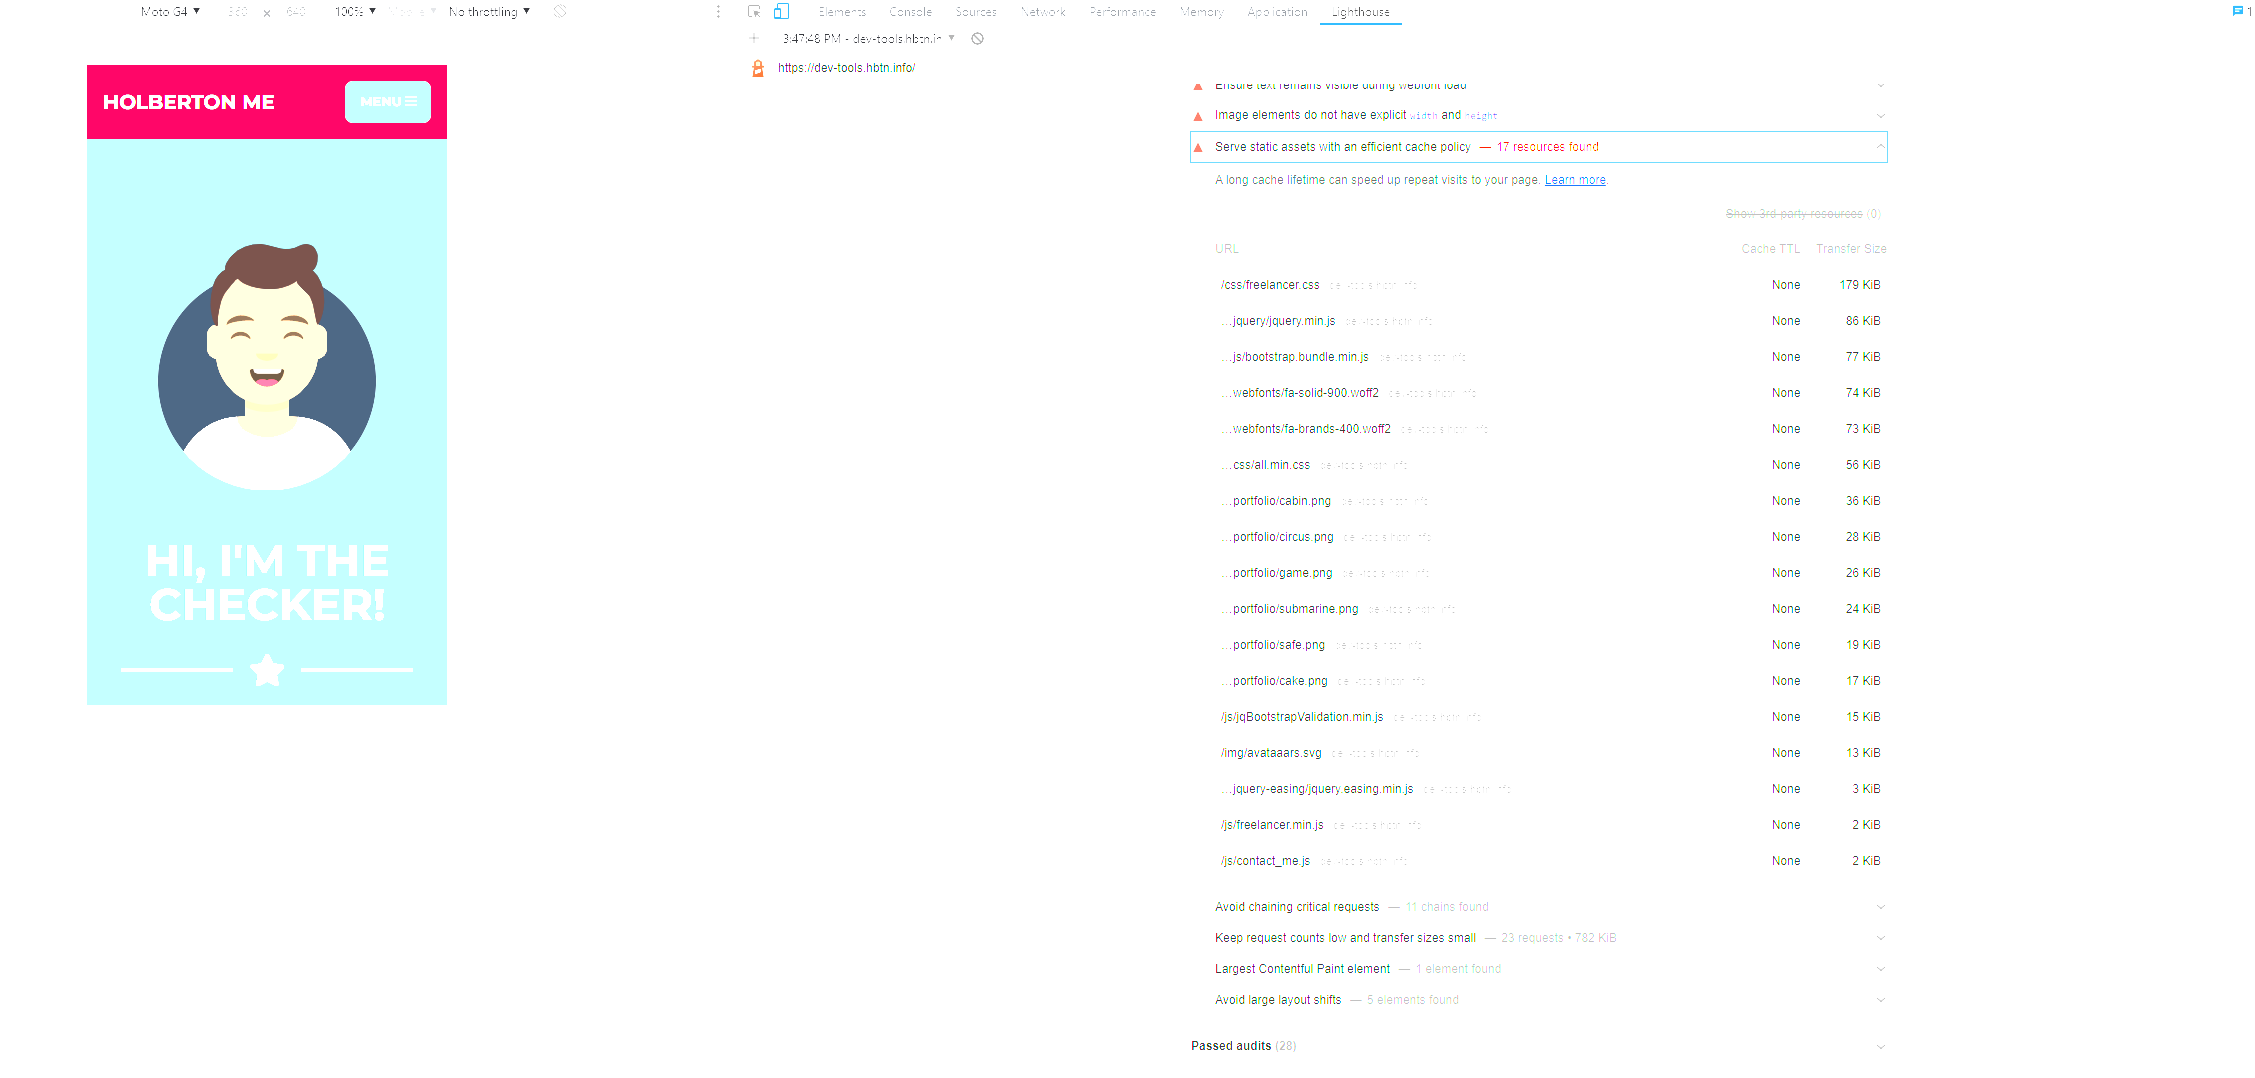 Moto G4 ▼ 360 × 640 100% ▼ No throttling ▼
Elements Console Sources Network Performance Memory Application Lighthouse 1
3:47:48 PM - dev-tools.hbtn.in ▼
https://dev-tools.hbtn.info/
HOLBERTON ME
MENU
HI, I'M THE
CHECKER!
Ensure text remains visible during webfont load
Image elements do not have explicit width and height
Serve static assets with an efficient cache policy — 17 resources found
A long cache lifetime can speed up repeat visits to your page. Learn more.
Show 3rd-party resources (0)
URL Cache TTL Transfer Size
/css/freelancer.css None 179 KiB
…jquery/jquery.min.js None 86 KiB
…js/bootstrap.bundle.min.js None 77 KiB
…webfonts/fa-solid-900.woff2 None 74 KiB
…webfonts/fa-brands-400.woff2 None 73 KiB
…css/all.min.css None 56 KiB
…portfolio/cabin.png None 36 KiB
…portfolio/circus.png None 28 KiB
…portfolio/game.png None 26 KiB
…portfolio/submarine.png None 24 KiB
…portfolio/safe.png None 19 KiB
…portfolio/cake.png None 17 KiB
/js/jqBootstrapValidation.min.js None 15 KiB
/img/avataaars.svg None 13 KiB
…jquery-easing/jquery.easing.min.js None 3 KiB
/js/freelancer.min.js None 2 KiB
/js/contact_me.js None 2 KiB
Avoid chaining critical requests — 11 chains found
Keep request counts low and transfer sizes small — 23 requests • 782 KiB
Largest Contentful Paint element — 1 element found
Avoid large layout shifts — 5 elements found
Passed audits (28)